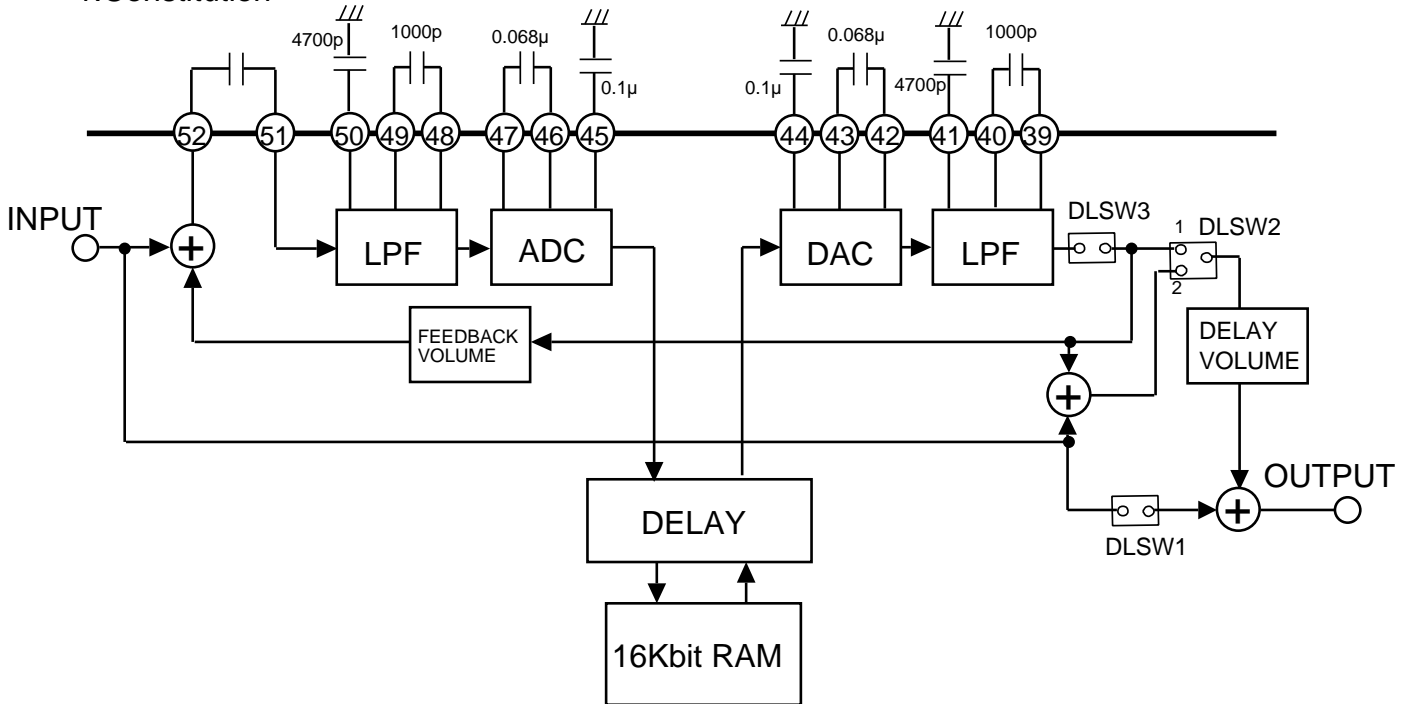 4700p
1000p
0.068µ
0.1µ
0.1µ
0.068µ
4700p
1000p
52
51
50
49
48
47
46
45
44
43
42
41
40
39
INPUT
+
LPF
ADC
DAC
LPF
DLSW3
1
DLSW2
2
FEEDBACK
VOLUME
DELAY
VOLUME
+
OUTPUT
DELAY
+
DLSW1
16Kbit RAM